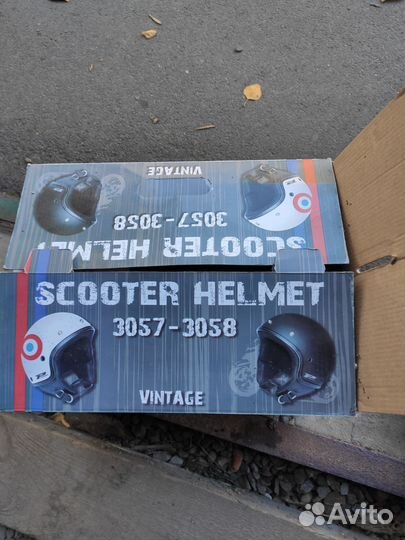 VINTAGE
3057-3058
SCOOTER HELMET
SCOOTER HELMET
3057-3058
VINTAGE
Avito